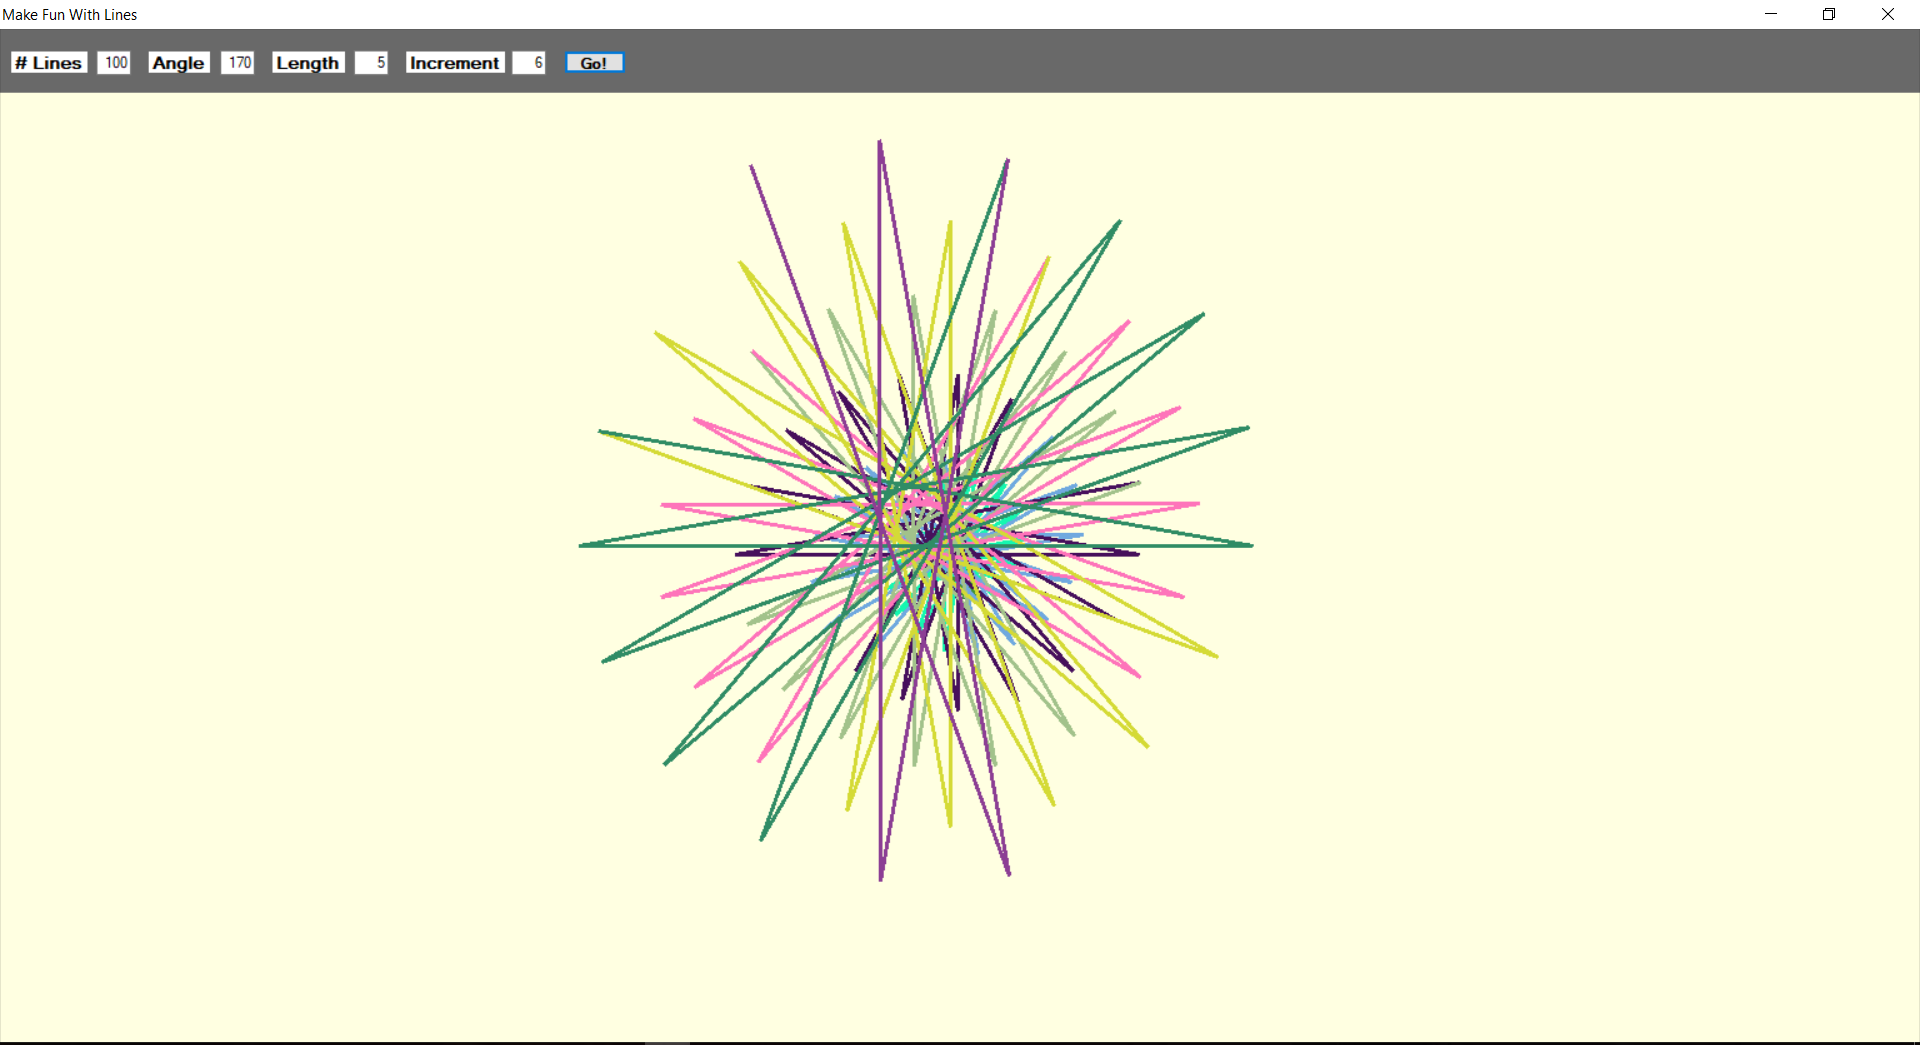 Make Fun With Lines
# Lines 100 Angle 170 Length 5 Increment 6 Go!